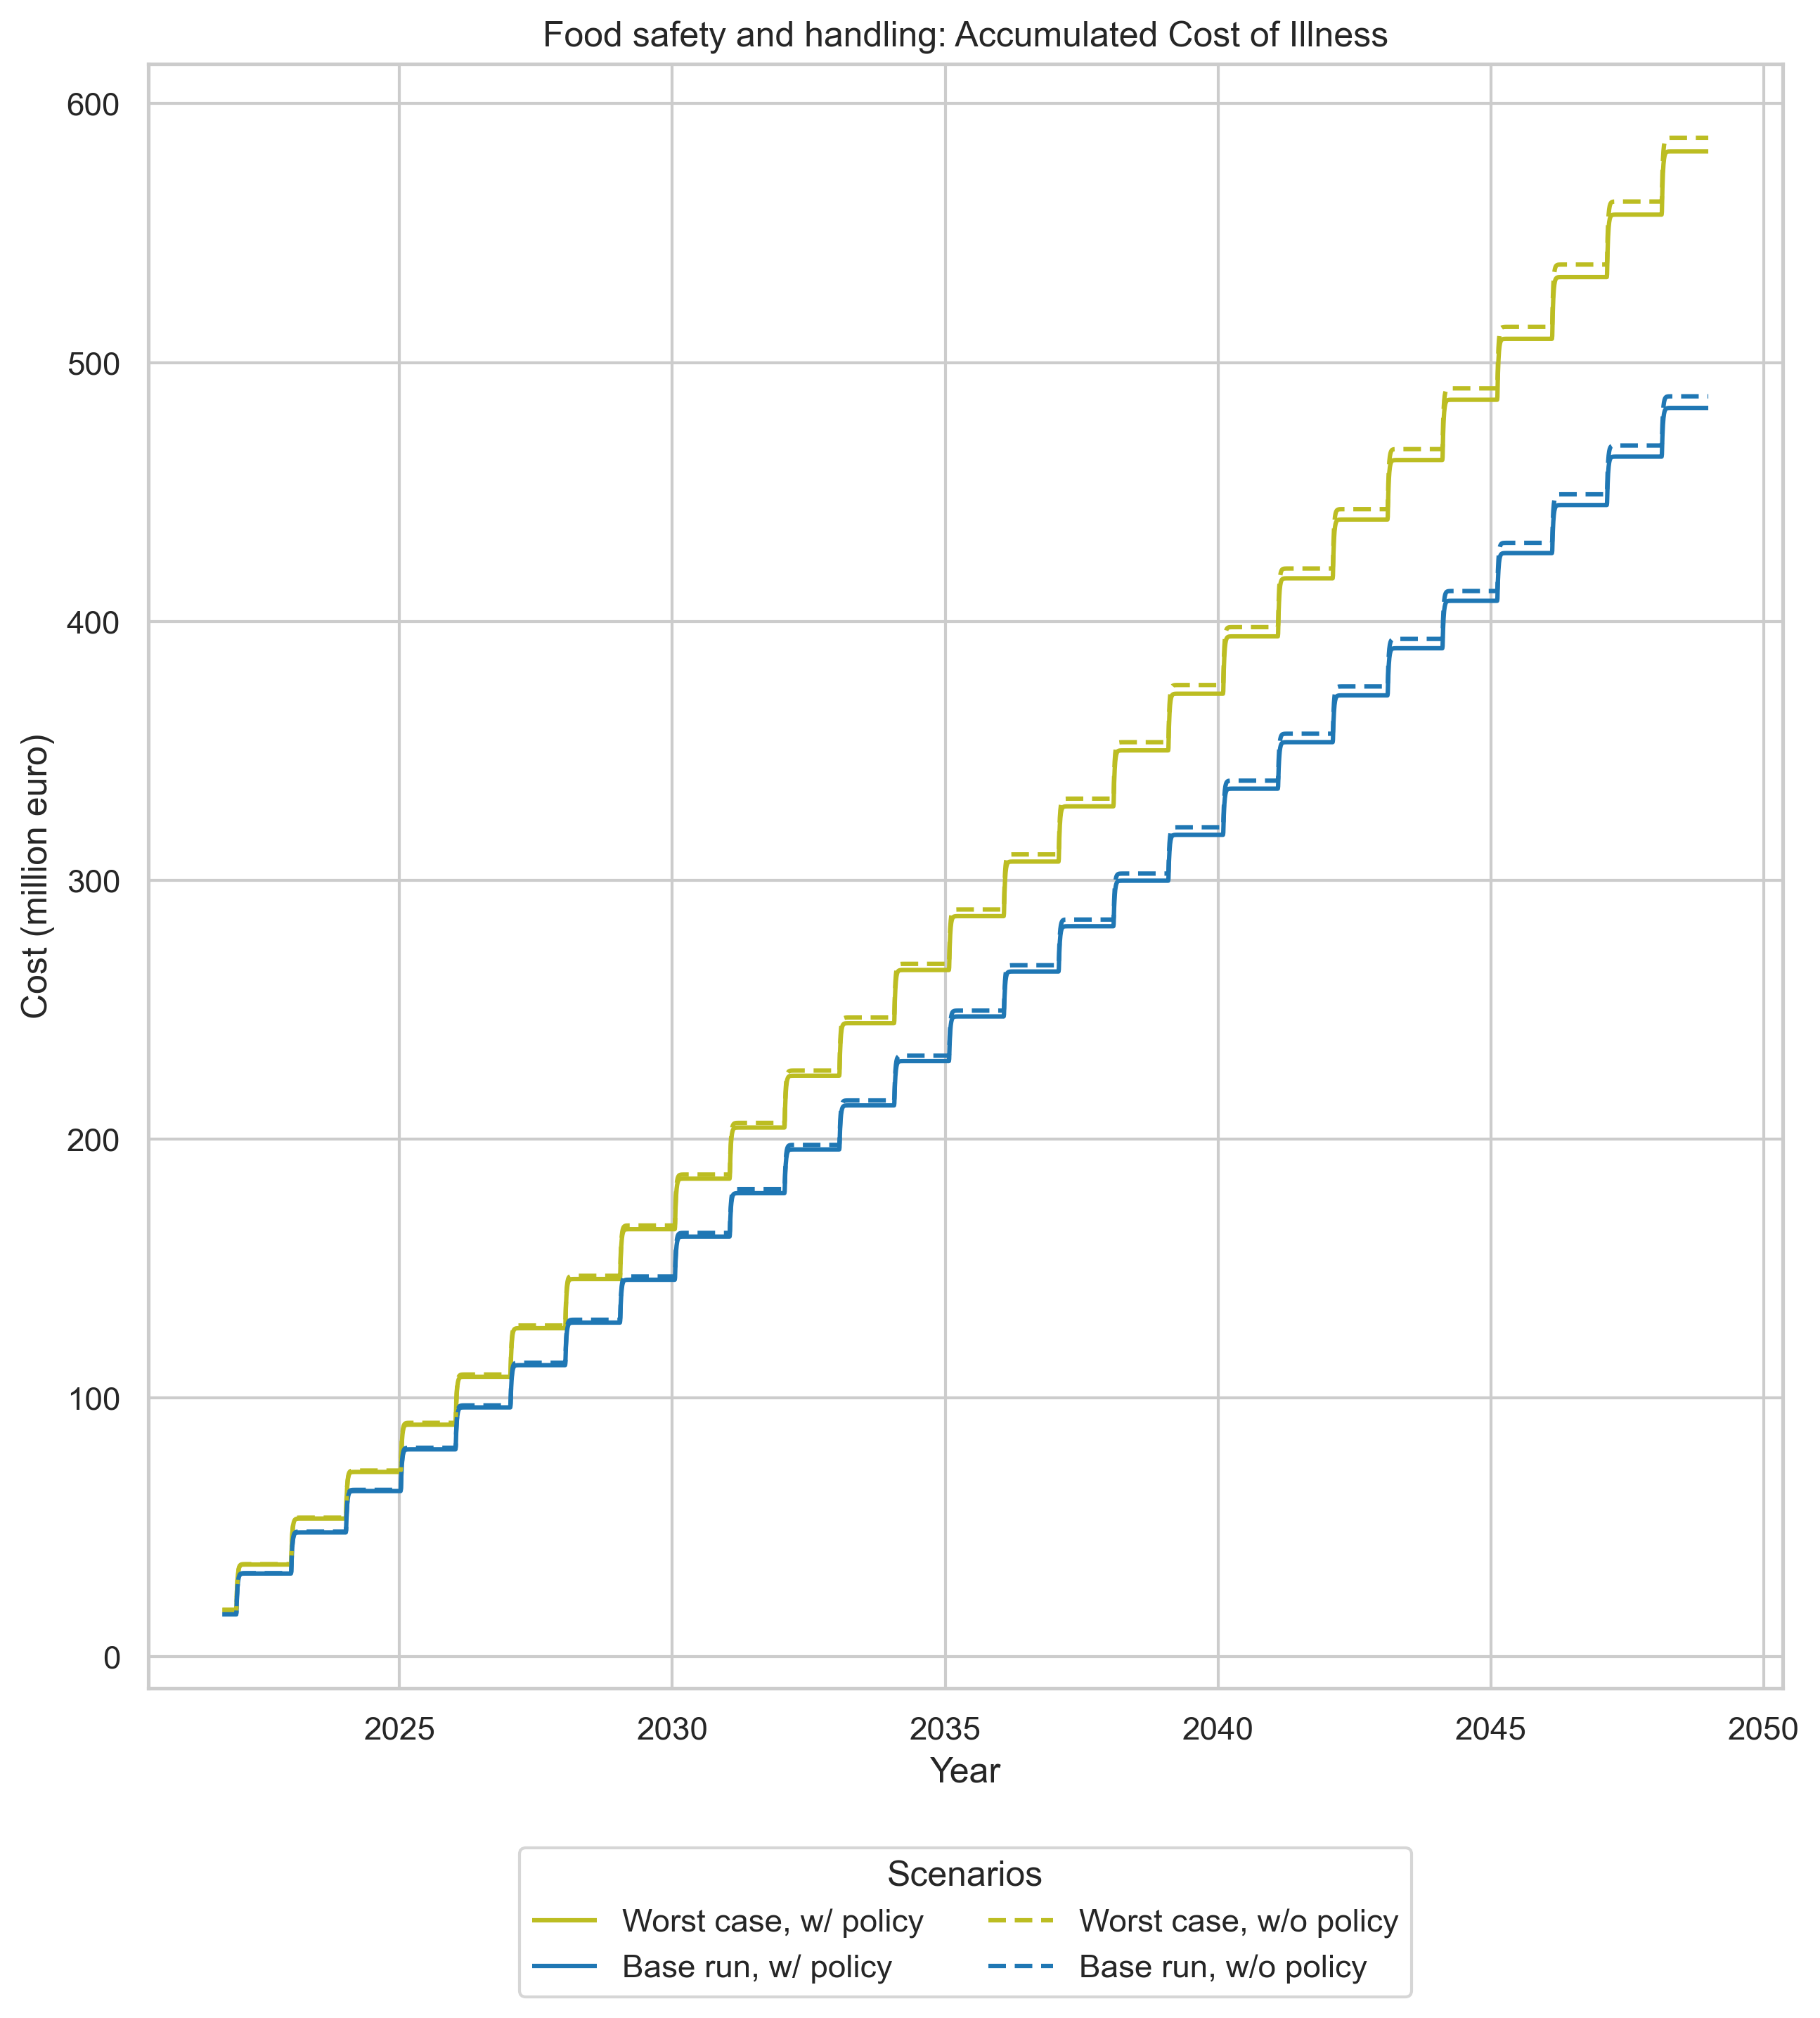 Food safety and handling: Accumulated Cost of Illness
600
500
400
300
200
100
0
Cost (million euro)
2025 2030 2035 2040 2045 2050
Year
Scenarios
Worst case, w/ policy Worst case, w/o policy
Base run, w/ policy Base run, w/o policy